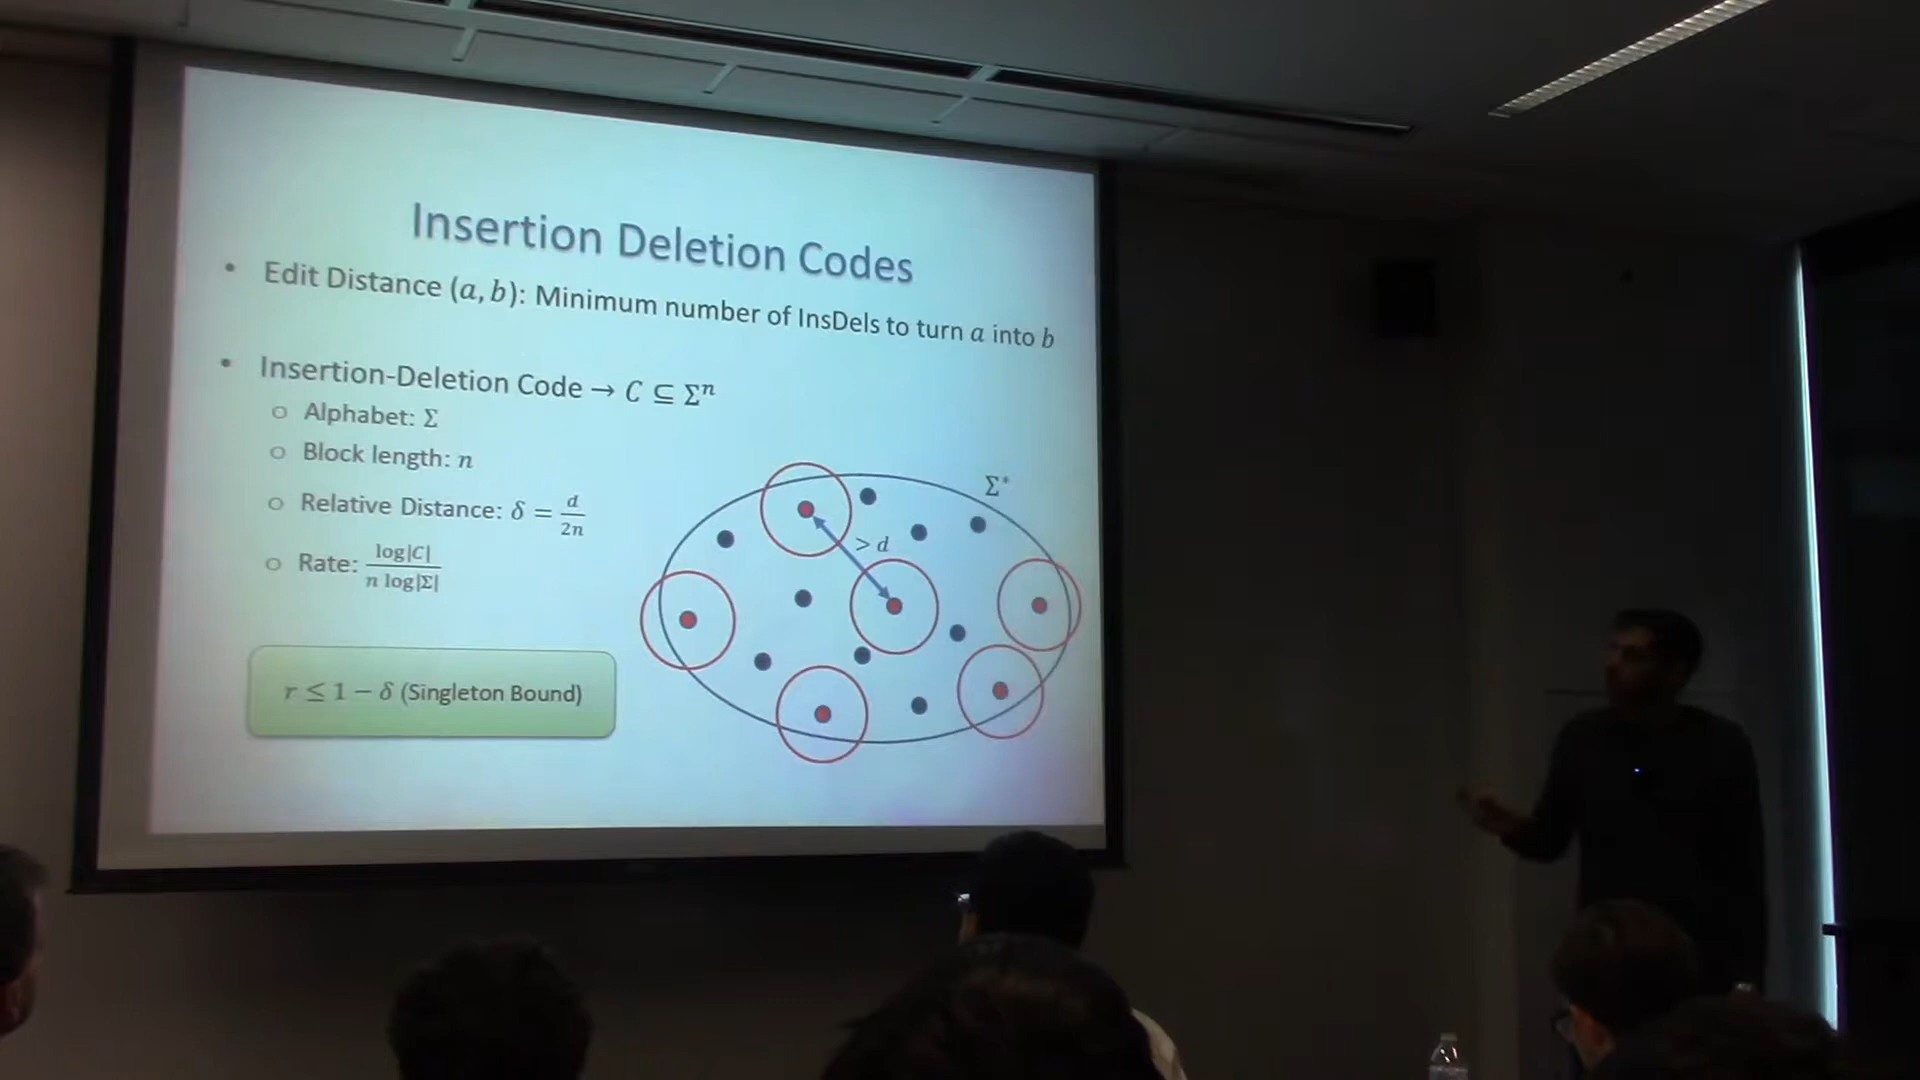 Insertion Deletion Codes
• Edit Distance (a, b): Minimum number of InsDels to turn a into b
• Insertion-Deletion Code → C ⊆ Σⁿ
o Alphabet: Σ
o Block length: n
o Relative Distance: δ = d/2n
o Rate: log|C| / n log|Σ|
r ≤ 1 − δ (Singleton Bound)
Σ*
> d